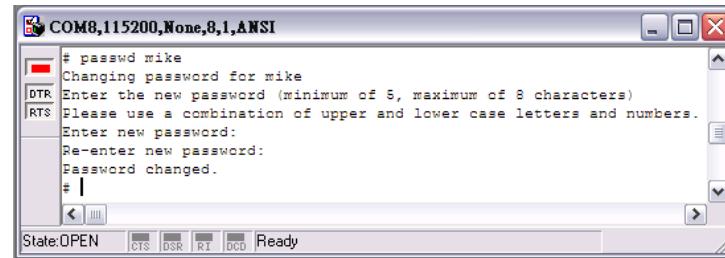 COM8,115200,None,8,1,ANSI
# passwd mike
Changing password for mike
DTR
Enter the new password (minimum of 5, maximum of 8 characters)
RTS
Please use a combination of upper and lower case letters and numbers.
Enter new password:
Re-enter new password:
Password changed.
#
State:OPEN CTS DSR RI DCD Ready